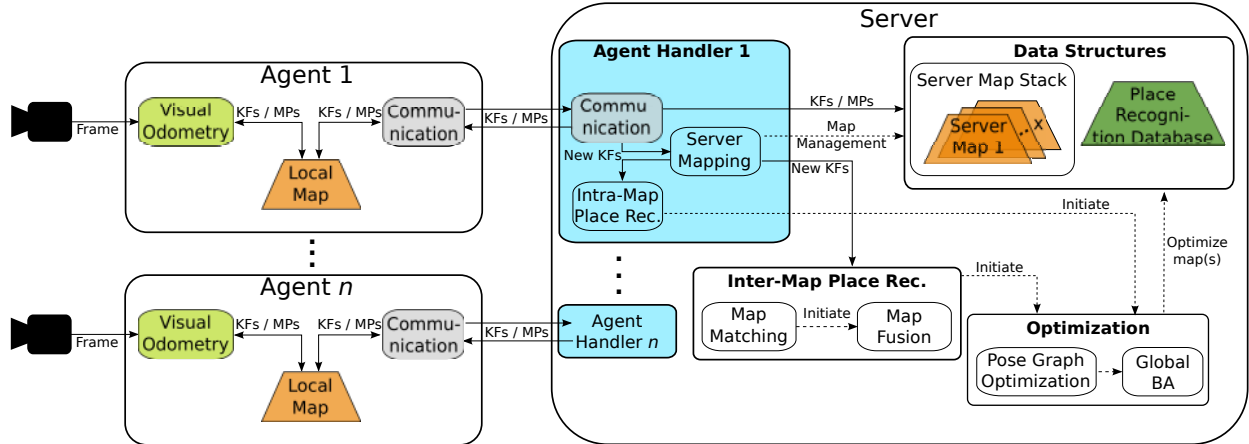 Server
Agent 1
Frame
Visual
Odometry
KFs / MPs
KFs / MPs
Commu-
nication
Local
Map
KFs / MPs
Agent Handler 1
Commu
nication
New KFs
Server
Mapping
Intra-Map
Place Rec.
KFs / MPs
Map
Management
New KFs
Data Structures
Server Map Stack
Server
Map 1
... x
Place
Recogni-
tion Database
Initiate
Optimize
map(s)
⋮
⋮
Agent n
Frame
Visual
Odometry
KFs / MPs
KFs / MPs
Commu-
nication
Local
Map
KFs / MPs
Agent
Handler n
Inter-Map Place Rec.
Map
Matching
Initiate
Map
Fusion
Initiate
Optimization
Pose Graph
Optimization
Global
BA